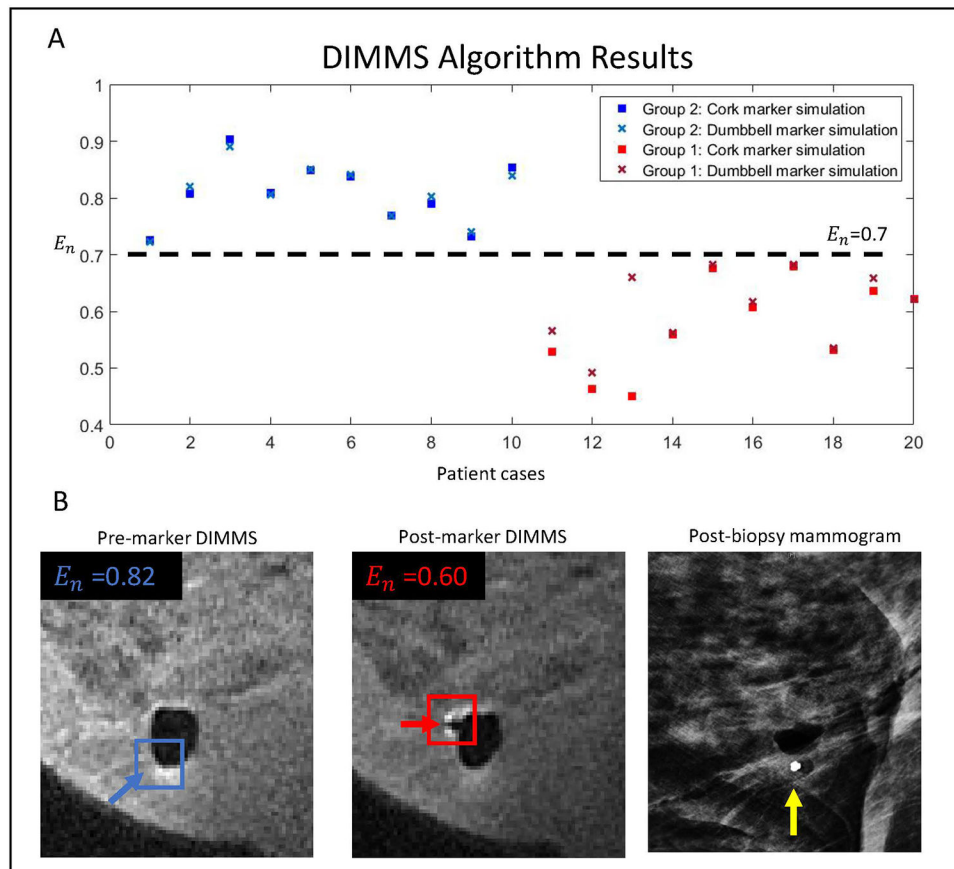 A
DIMMS Algorithm Results
1
0.9
0.8
0.7
0.6
0.5
0.4
Eₙ
Group 2: Cork marker simulation
Group 2: Dumbbell marker simulation
Group 1: Cork marker simulation
Group 1: Dumbbell marker simulation
Eₙ=0.7
0 2 4 6 8 10 12 14 16 18 20
Patient cases
B
Pre-marker DIMMS
Post-marker DIMMS
Post-biopsy mammogram
Eₙ =0.82
Eₙ =0.60